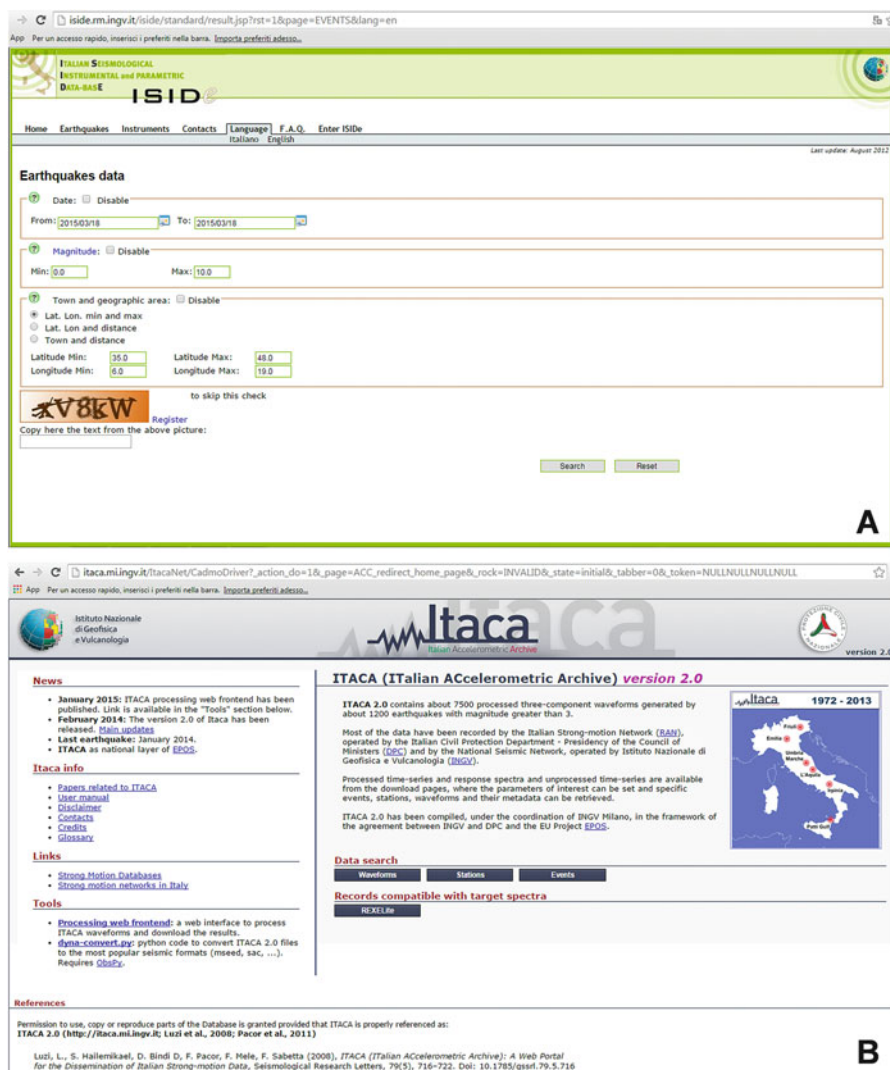 iside.rm.ingv.it/iside/standard/result.jsp?rst=1&page=EVENTS&lang=en
App Per un accesso rapido, inserisci i preferiti nella barra. Importa preferiti adesso...
ITALIAN SEISMOLOGICAL
INSTRUMENTAL and PARAMETRIC
DATA-BASE
ISIDe
Home Earthquakes Instruments Contacts Language F.A.Q. Enter ISIDe
Italiano English
Last update: August 2012
Earthquakes data
Date: Disable
From: 2015/03/18 To: 2015/03/18
Magnitude: Disable
Min: 0.0 Max: 10.0
Town and geographic area: Disable
Lat. Lon. min and max
Lat. Lon and distance
Town and distance
Latitude Min: 35.0 Latitude Max: 48.0
Longitude Min: 6.0 Longitude Max: 19.0
to skip this check
Register
Copy here the text from the above picture:
Search Reset
A
itaca.mi.ingv.it/ItacaNet/CadmoDriver?_action_do=1&_page=ACC_redirect_home_page&_rock=INVALID&_state=initial&_tabber=0&_token=NULLNULLNULLNULL
App Per un accesso rapido, inserisci i preferiti nella barra. Importa preferiti adesso...
Istituto Nazionale
di Geofisica
e Vulcanologia
Itaca
Italian Accelerometric Archive
Itaca
PROTEZIONE CIVILE NAZIONALE
version 2.0
News
• January 2015: ITACA processing web frontend has been
published. Link is available in the "Tools" section below.
• February 2014: The version 2.0 of Itaca has been
released. Main updates
• Last earthquake: January 2014.
• ITACA as national layer of EPOS.
Itaca info
• Papers related to ITACA
• User manual
• Disclaimer
• Contacts
• Credits
• Glossary
Links
• Strong Motion Databases
• Strong motion networks in Italy
Tools
• Processing web frontend: a web interface to process
ITACA waveforms and download the results.
• dyna-convert.py: python code to convert ITACA 2.0 files
to the most popular seismic formats (mseed, sac, ...).
Requires ObsPy.
ITACA (ITalian ACcelerometric Archive) version 2.0
ITACA 2.0 contains about 7500 processed three-component waveforms generated by
about 1200 earthquakes with magnitude greater than 3.
Most of the data have been recorded by the Italian Strong-motion Network (RAN),
operated by the Italian Civil Protection Department - Presidency of the Council of
Ministers (DPC) and by the National Seismic Network, operated by Istituto Nazionale di
Geofisica e Vulcanologia (INGV).
Processed time-series and response spectra and unprocessed time-series are available
from the download pages, where the parameters of interest can be set and specific
events, stations, waveforms and their metadata can be retrieved.
ITACA 2.0 has been compiled, under the coordination of INGV Milano, in the framework of
the agreement between INGV and DPC and the EU Project EPOS.
Itaca 1972 - 2013
Friuli
Emilia
Umbria
Marche
L'Aquila
Irpinia
Patti Gulf
Data search
Waveforms Stations Events
Records compatible with target spectra
REXELite
References
Permission to use, copy or reproduce parts of the Database is granted provided that ITACA is properly referenced as:
ITACA 2.0 (http://itaca.mi.ingv.it; Luzi et al., 2008; Pacor et al., 2011)
Luzi, L., S. Hailemikael, D. Bindi D, F. Pacor, F. Mele, F. Sabetta (2008), ITACA (ITalian ACcelerometric Archive): A Web Portal
for the Dissemination of Italian Strong-motion Data, Seismological Research Letters, 79(5), 716–722. Doi: 10.1785/gssrl.79.5.716
B